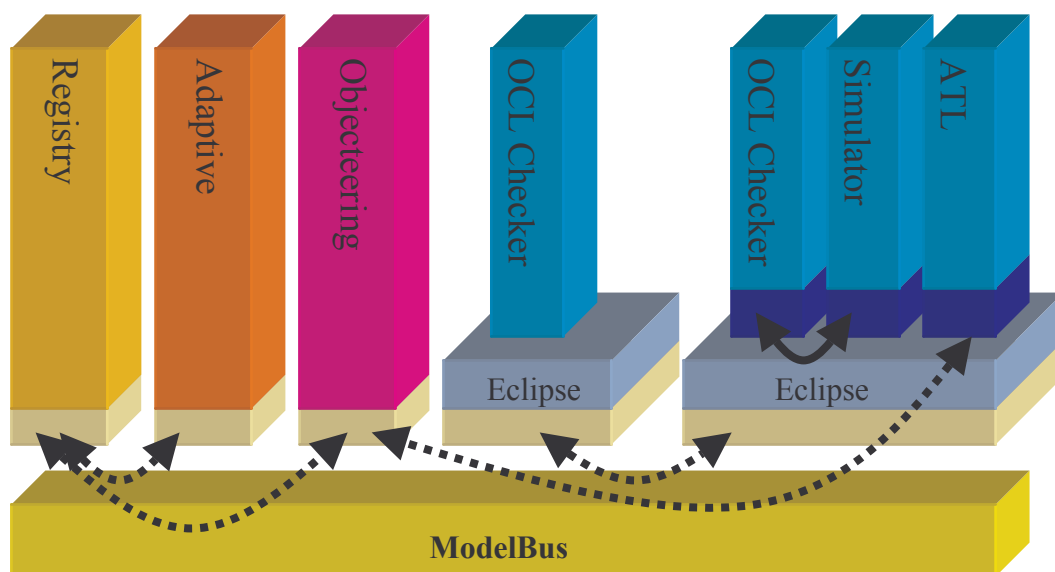 Registry
Adaptive
Objecteering
OCL Checker
OCL Checker
Simulator
ATL
Eclipse
Eclipse
ModelBus